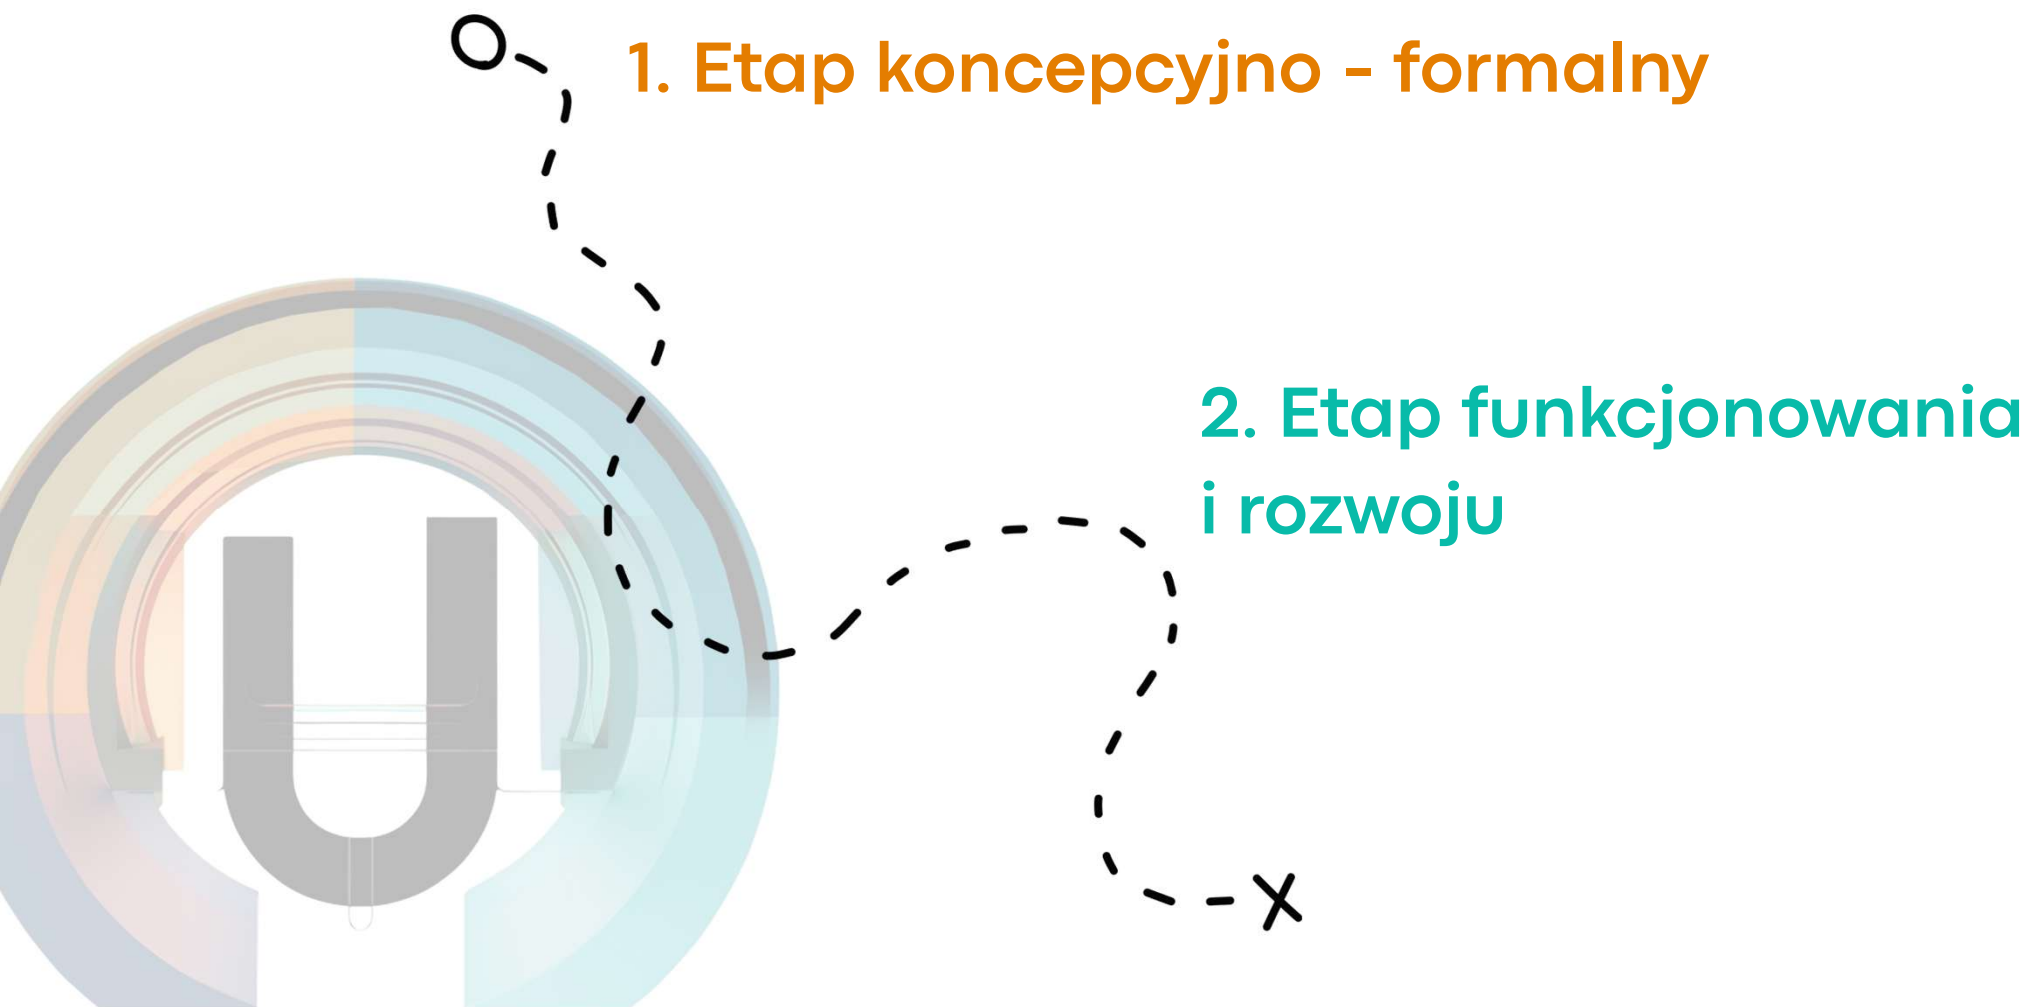 1. Etap koncepcyjno - formalny
2. Etap funkcjonowania
i rozwoju
U